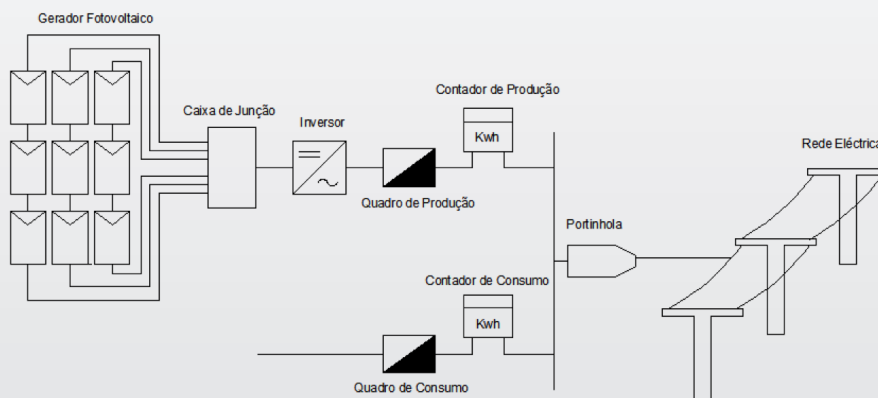 Gerador Fotovoltaico
Caixa de Junção
Inversor
Contador de Produção
Kwh
Quadro de Produção
Rede Eléctrica
Portinhola
Contador de Consumo
Kwh
Quadro de Consumo